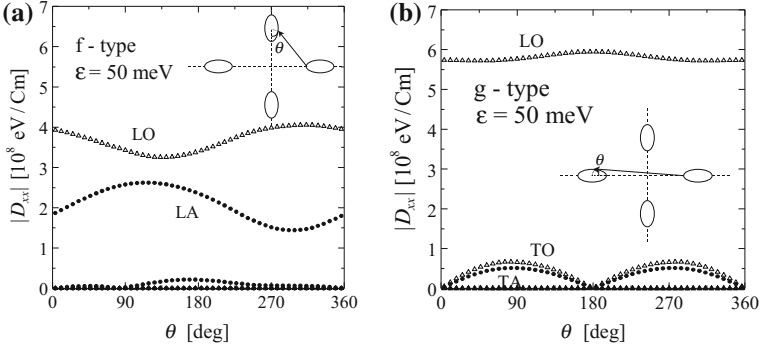 (a)
|D_xx| [10^8 eV/Cm]
7
6
5
4
3
2
1
0
f - type
ε = 50 meV
θ
LO
LA
0 90 180 270 360
θ [deg]
(b)
|D_xx| [10^8 eV/Cm]
7
6
5
4
3
2
1
0
LO
g - type
ε = 50 meV
θ
TO
TA
0 90 180 270 360
θ [deg]